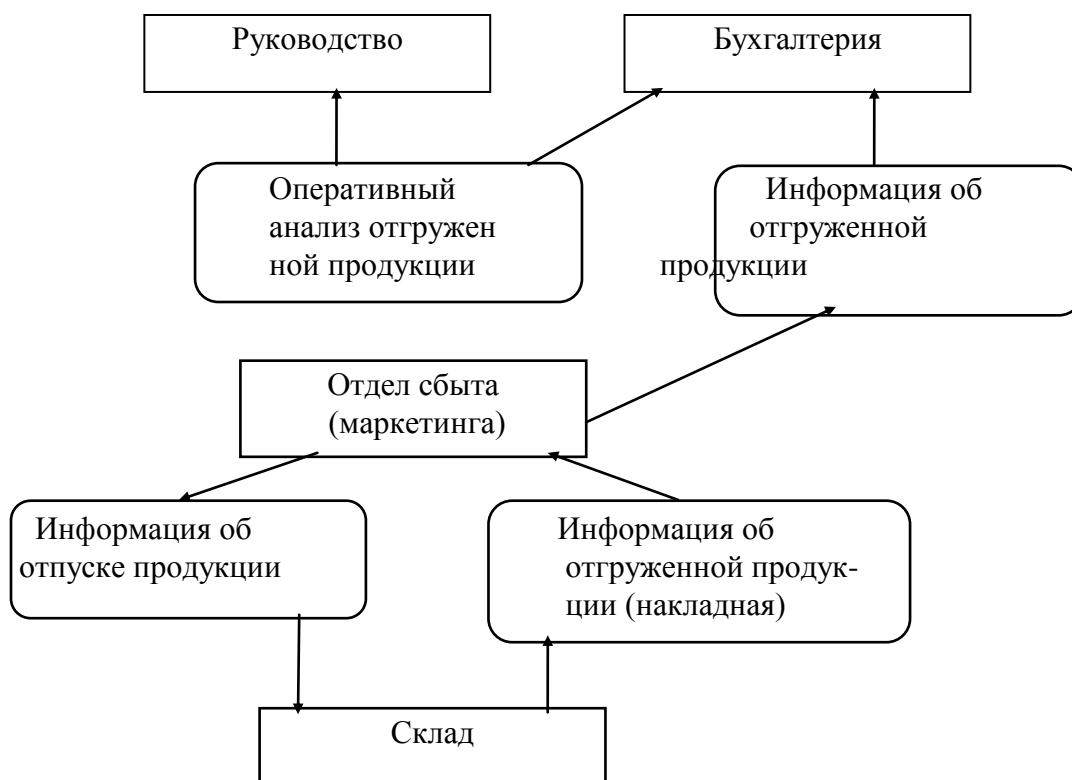 Руководство
Бухгалтерия
Оперативный
анализ отгружен
ной продукции
Информация об
отгруженной
продукции
Отдел сбыта
(маркетинга)
Информация об
отпуске продукции
Информация об
отгруженной продук-
ции (накладная)
Склад